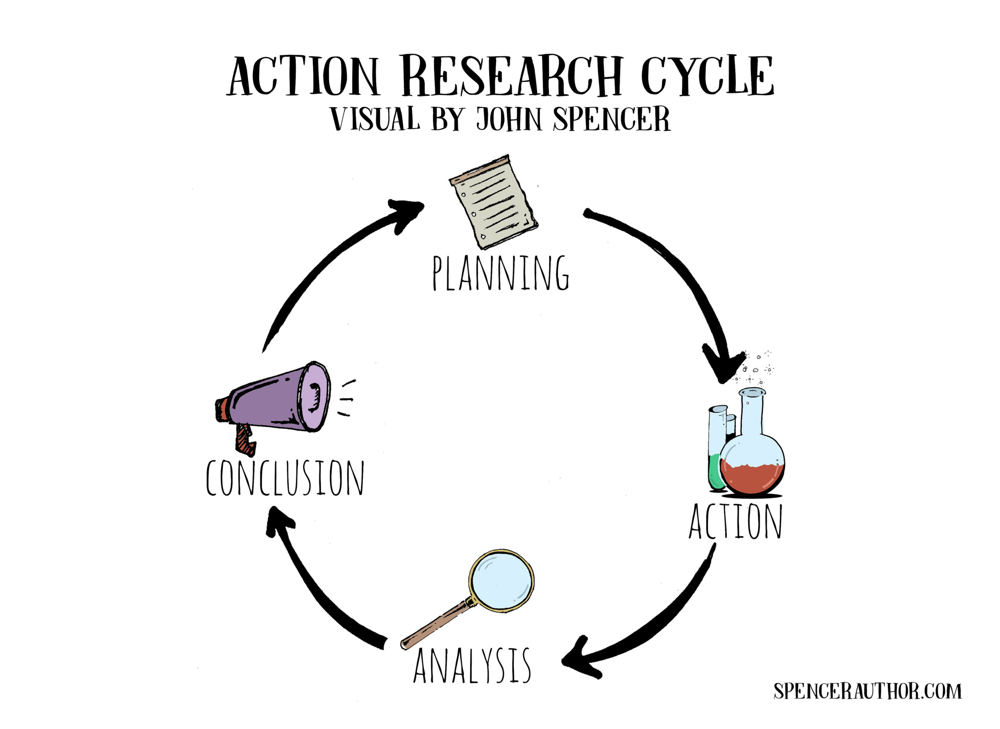 ACTION RESEARCH CYCLE
VISUAL BY JOHN SPENCER
PLANNING
CONCLUSION
ACTION
ANALYSIS
SPENCERAUTHOR.COM